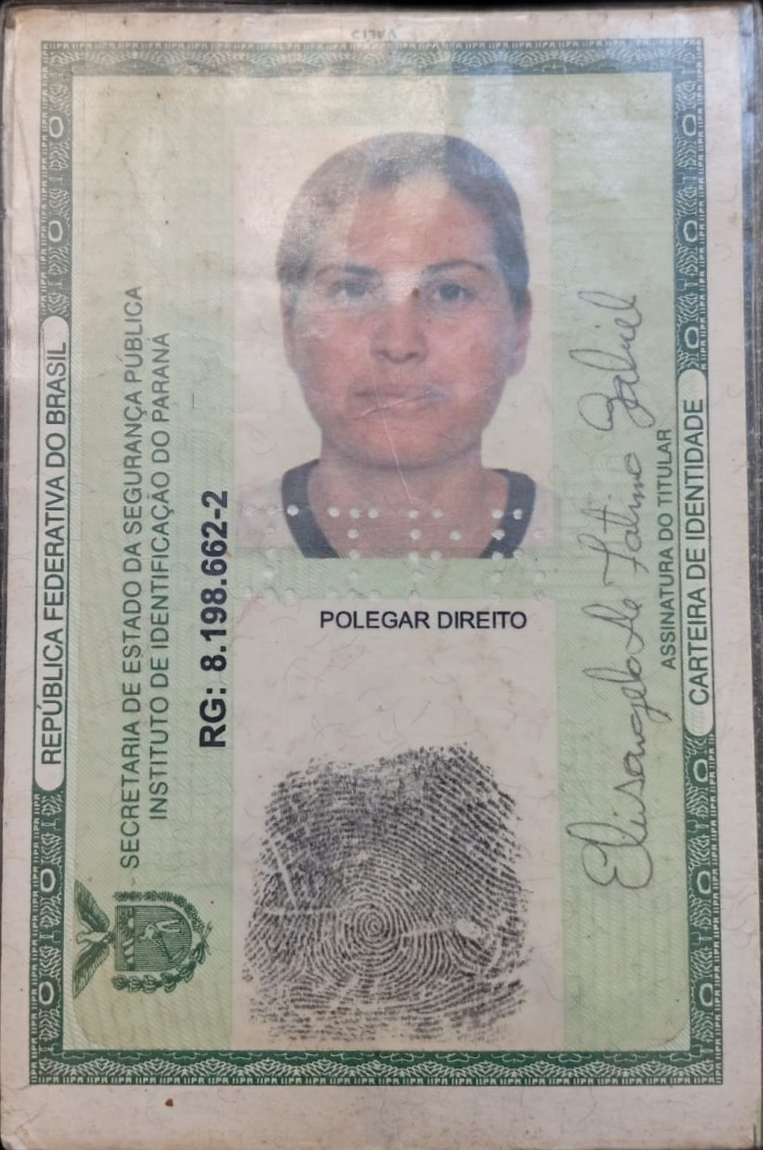 REPÚBLICA FEDERATIVA DO BRASIL
SECRETARIA DE ESTADO DA SEGURANÇA PÚBLICA
INSTITUTO DE IDENTIFICAÇÃO DO PARANÁ
RG: 8.198.662-2
POLEGAR DIREITO
Elisangela de Fatima Gabriel
ASSINATURA DO TITULAR
CARTEIRA DE IDENTIDADE